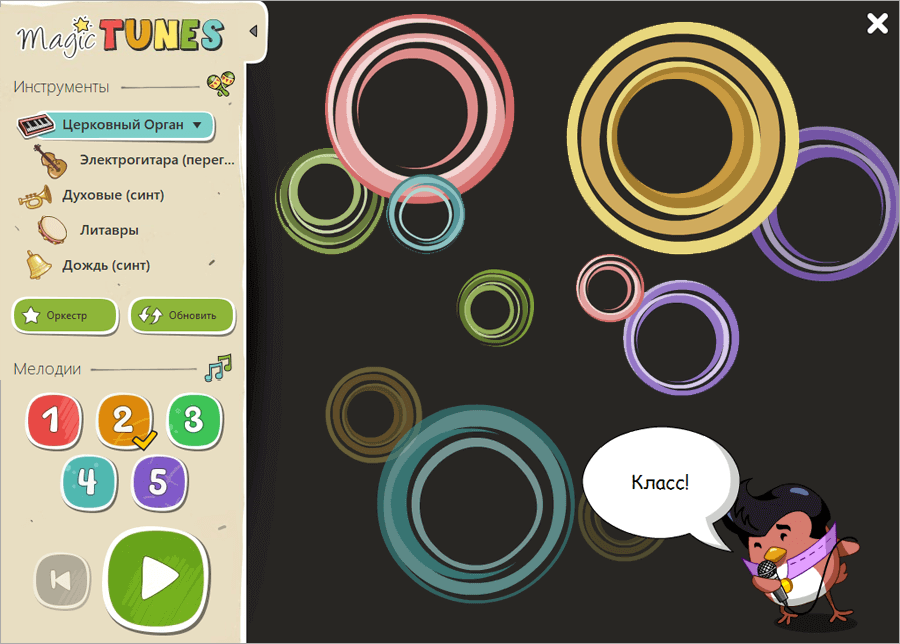 Magic TUNES
Инструменты
Церковный Орган
Электрогитара (перег...
Духовые (синт)
Литавры
Дождь (синт)
Оркестр Обновить
Мелодии
1 2 3
4 5
Класс!